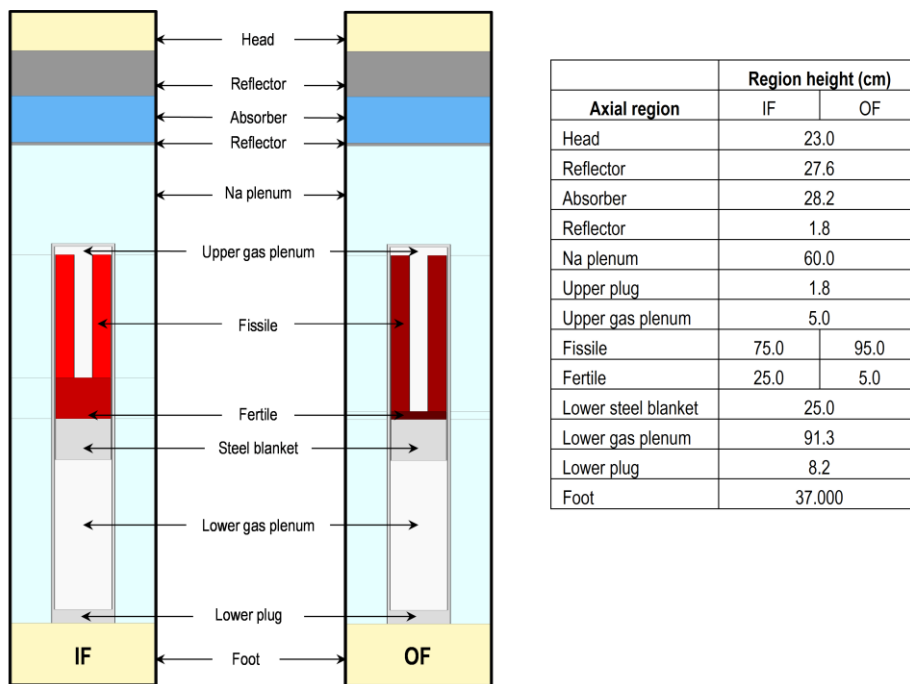 Head
Reflector
Absorber
Reflector
Na plenum
Upper gas plenum
Fissile
Fertile
Steel blanket
Lower gas plenum
Lower plug
IF Foot OF
Region height (cm)
Axial region IF OF
Head 23.0
Reflector 27.6
Absorber 28.2
Reflector 1.8
Na plenum 60.0
Upper plug 1.8
Upper gas plenum 5.0
Fissile 75.0 95.0
Fertile 25.0 5.0
Lower steel blanket 25.0
Lower gas plenum 91.3
Lower plug 8.2
Foot 37.000